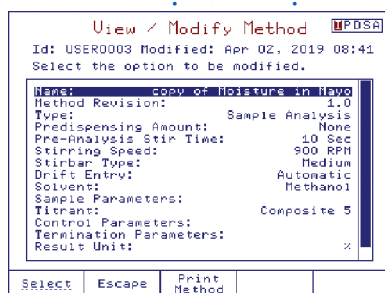 View / Modify Method
UPDSA
Id: USER0003 Modified: Apr 02, 2019 08:41
Select the option to be modified.
Name: copy of Moisture in Mayo
Method Revision: 1.0
Type: Sample Analysis
Predispensing Amount: None
Pre-Analysis Stir Time: 10 Sec
Stirring Speed: 900 RPM
Stirbar Type: Medium
Drift Entry: Automatic
Solvent: Methanol
Sample Parameters:
Titrant: Composite 5
Control Parameters:
Termination Parameters:
Result Unit: %
Select
Escape
Print
Method